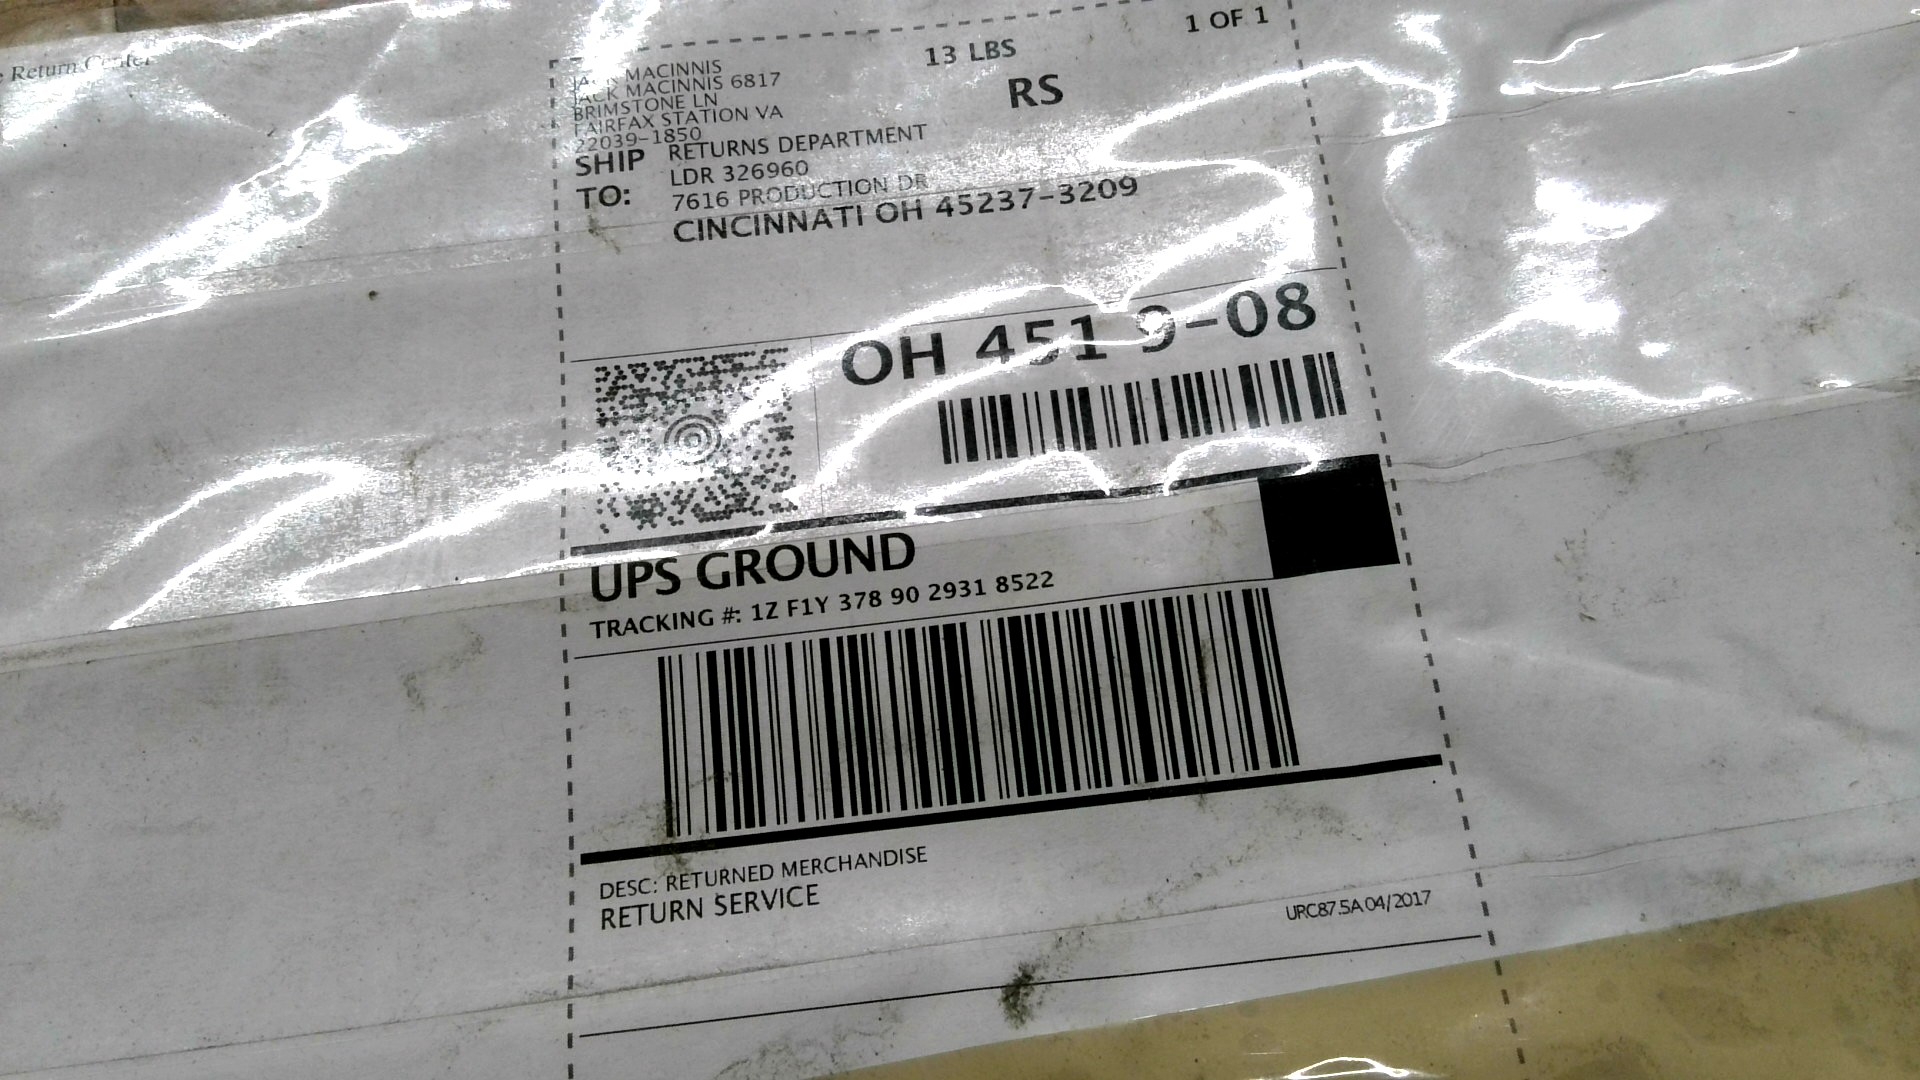 Return Center
1 OF 1
13 LBS
RS
JACK MACINNIS
JACK MACINNIS 6817
BRIMSTONE LN
FAIRFAX STATION VA
22039-1850
SHIP TO:
RETURNS DEPARTMENT
LDR 326960
7616 PRODUCTION DR
CINCINNATI OH 45237-3209
OH 451 9-08
UPS GROUND
TRACKING #: 1Z F1Y 378 90 2931 8522
DESC: RETURNED MERCHANDISE
RETURN SERVICE
URC87.5A 04/2017